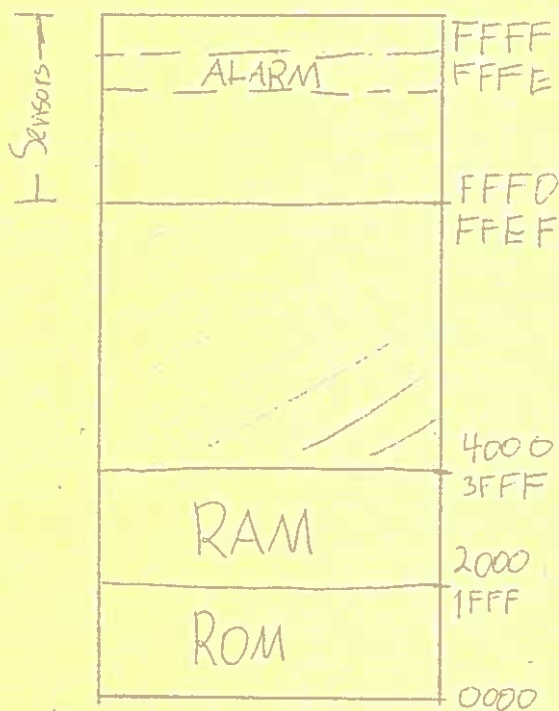 FFFF
ALARM
FFFE
Sensors
FFF0
FFEF
4000
3FFF
RAM
2000
1FFF
ROM
0000